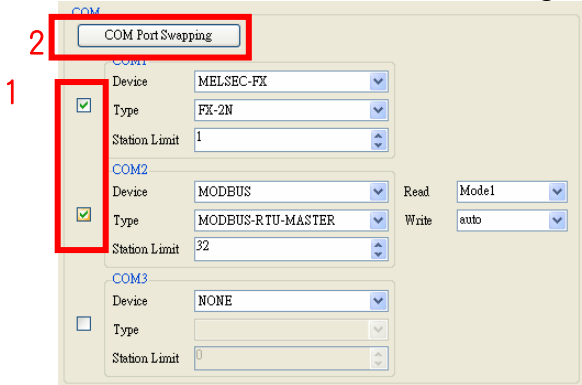 COM
2
COM Port Swapping
COM1
1
Device MELSEC-FX
Type FX-2N
Station Limit 1
COM2
Device MODBUS Read Mode1
Type MODBUS-RTU-MASTER Write auto
Station Limit 32
COM3
Device NONE
Type
Station Limit 0